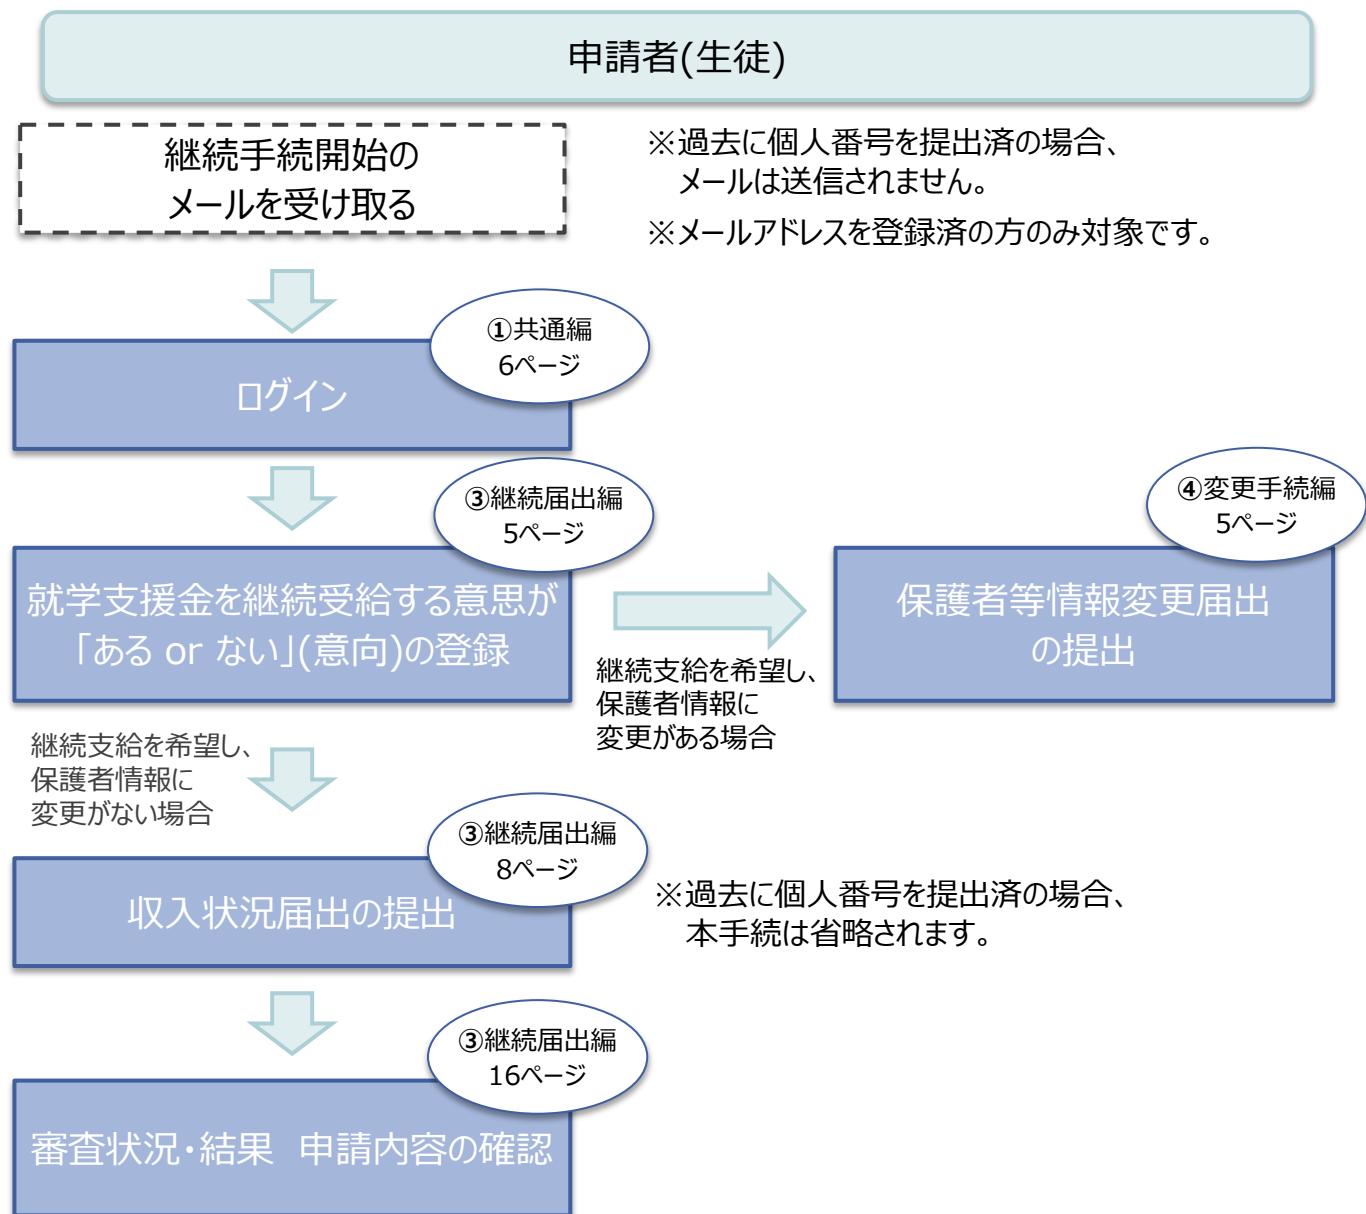 申請者(生徒)
継続手続開始の
メールを受け取る
※過去に個人番号を提出済の場合、
メールは送信されません。
※メールアドレスを登録済の方のみ対象です。
①共通編
6ページ
ログイン
③継続届出編
5ページ
就学支援金を継続受給する意思が
「ある or ない」(意向)の登録
継続支給を希望し、
保護者情報に
変更がある場合
④変更手続編
5ページ
保護者等情報変更届出
の提出
継続支給を希望し、
保護者情報に
変更がない場合
③継続届出編
8ページ
収入状況届出の提出
※過去に個人番号を提出済の場合、
本手続は省略されます。
③継続届出編
16ページ
審査状況・結果　申請内容の確認